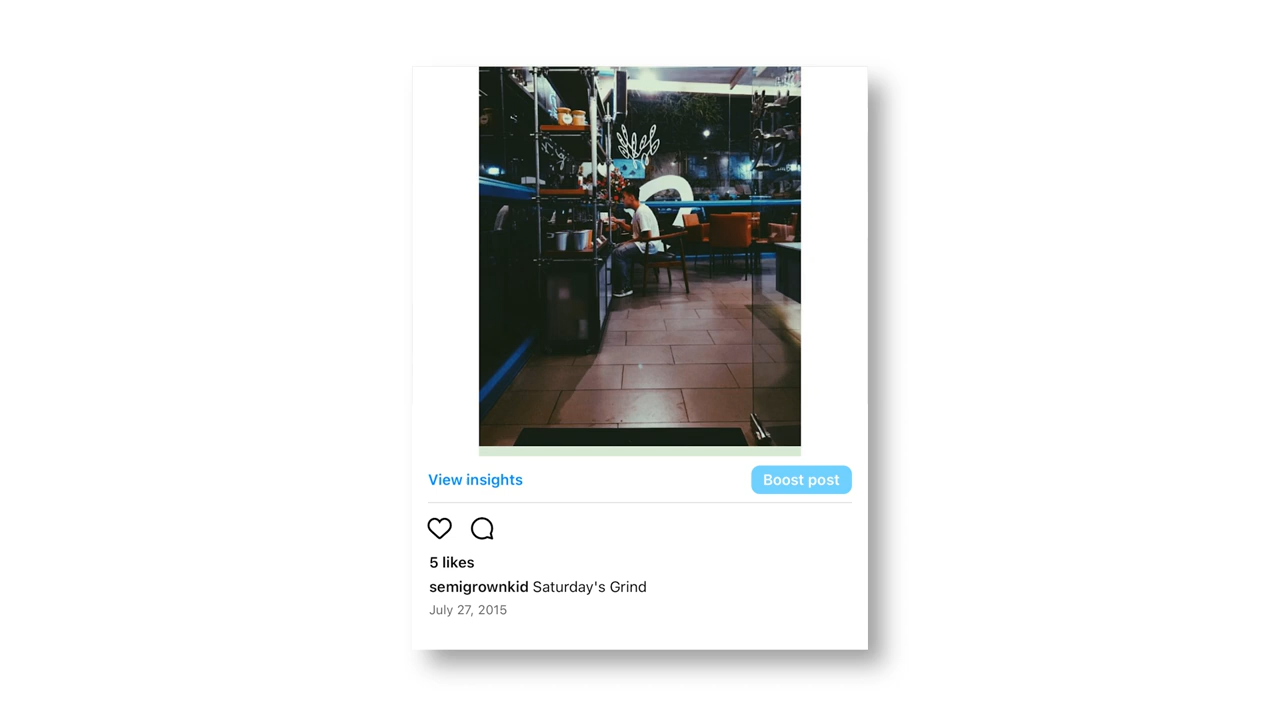 View insights
Boost post
5 likes
semigrownkid Saturday's Grind
July 27, 2015